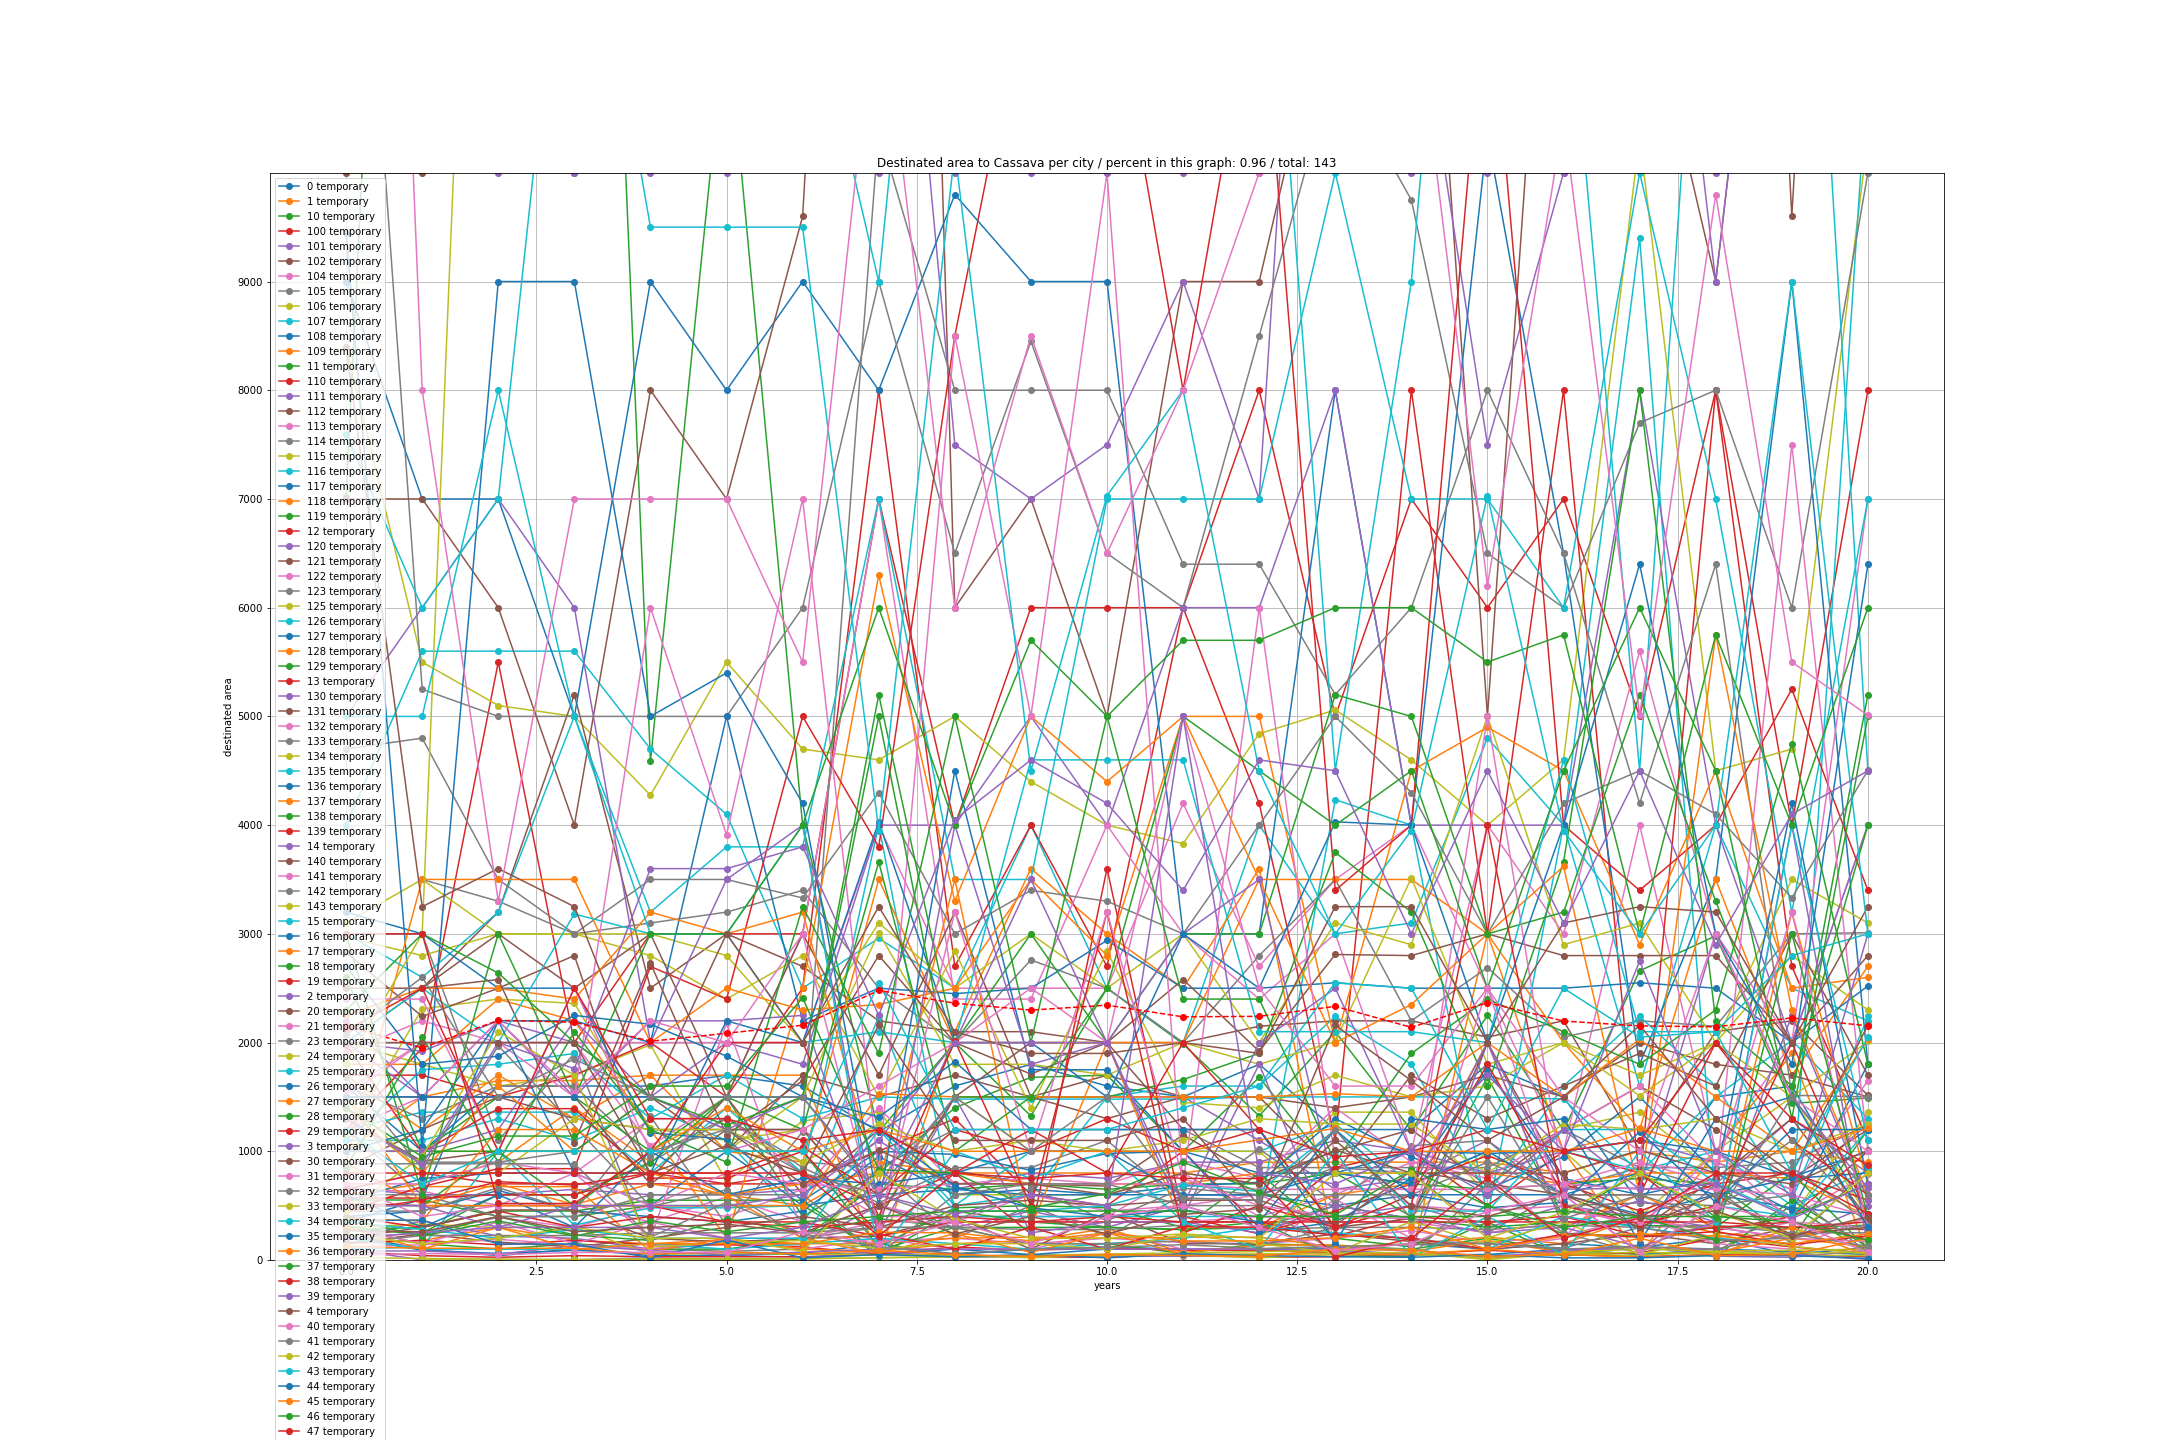 Destinated area to Cassava per city / percent in this graph: 0.96 / total: 143
0 temporary
1 temporary
10 temporary
100 temporary
101 temporary
102 temporary
104 temporary
105 temporary
106 temporary
107 temporary
108 temporary
109 temporary
11 temporary
110 temporary
111 temporary
112 temporary
113 temporary
114 temporary
115 temporary
116 temporary
117 temporary
118 temporary
119 temporary
12 temporary
120 temporary
121 temporary
122 temporary
123 temporary
125 temporary
126 temporary
127 temporary
128 temporary
129 temporary
13 temporary
130 temporary
131 temporary
132 temporary
133 temporary
134 temporary
135 temporary
136 temporary
137 temporary
138 temporary
139 temporary
14 temporary
140 temporary
141 temporary
142 temporary
143 temporary
15 temporary
16 temporary
17 temporary
18 temporary
19 temporary
2 temporary
20 temporary
21 temporary
23 temporary
24 temporary
25 temporary
26 temporary
27 temporary
28 temporary
29 temporary
3 temporary
30 temporary
31 temporary
32 temporary
33 temporary
34 temporary
35 temporary
36 temporary
37 temporary
38 temporary
39 temporary
4 temporary
40 temporary
41 temporary
42 temporary
43 temporary
44 temporary
45 temporary
46 temporary
47 temporary
9000
8000
7000
6000
5000
4000
3000
2000
1000
0
destinated area
2.5
5.0
7.5
10.0
12.5
15.0
17.5
20.0
years